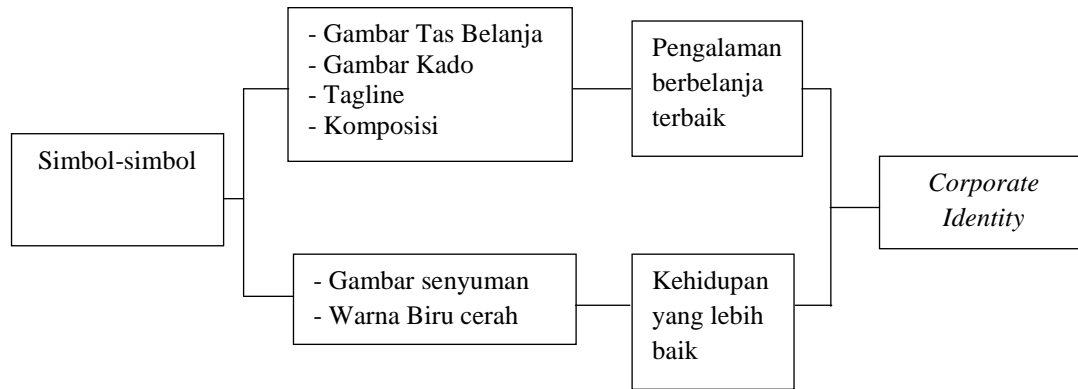 Simbol-simbol
- Gambar Tas Belanja
- Gambar Kado
- Tagline
- Komposisi
Pengalaman
berbelanja
terbaik
- Gambar senyuman
- Warna Biru cerah
Kehidupan
yang lebih
baik
Corporate
Identity